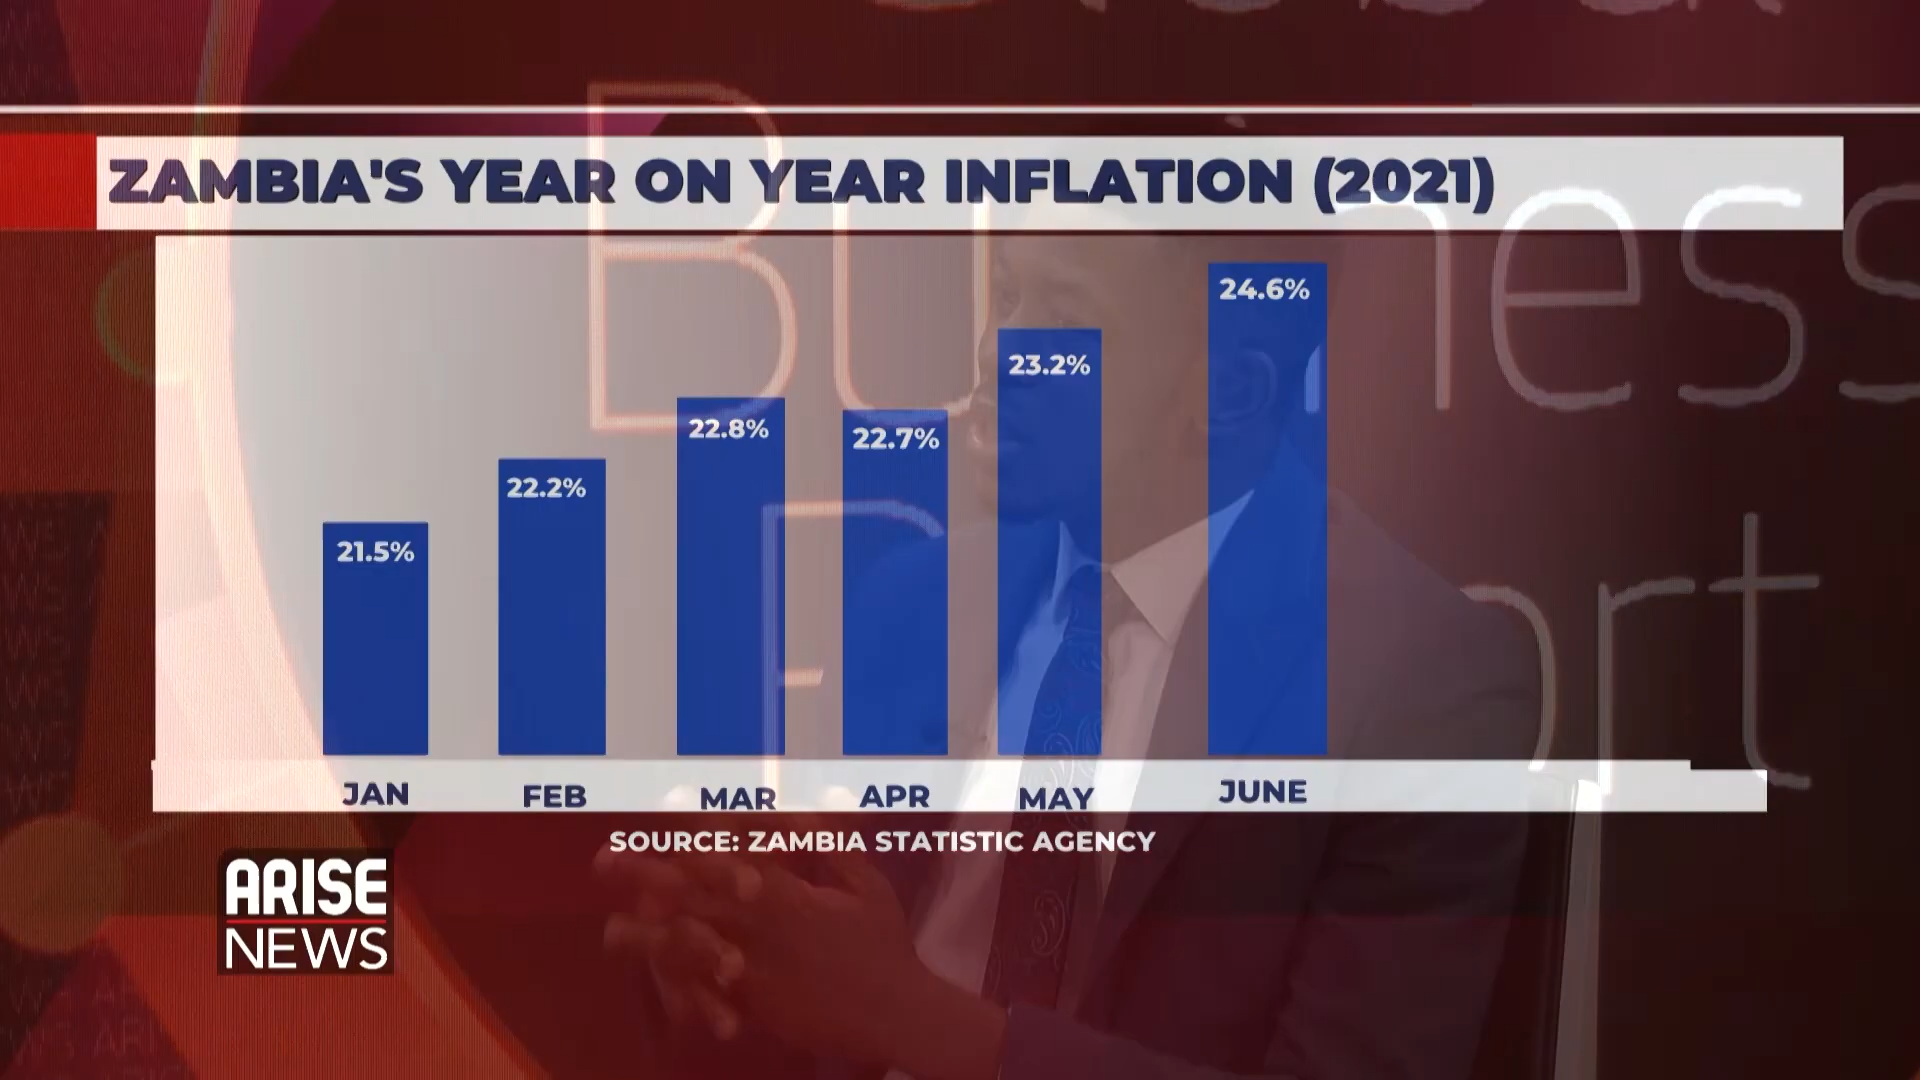 ZAMBIA'S YEAR ON YEAR INFLATION (2021)
24.6%
23.2%
22.8%
22.7%
22.2%
21.5%
JAN
FEB
MAR
APR
MAY
JUNE
SOURCE: ZAMBIA STATISTIC AGENCY
ARISE
NEWS